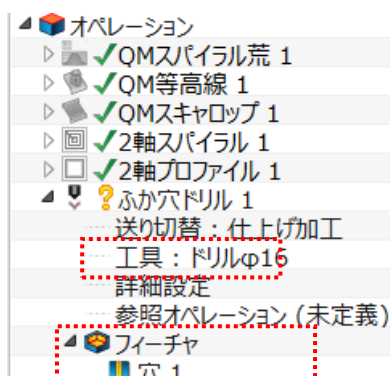 オペレーション
QMスパイラル荒 1
QM等高線 1
QMスキャロップ 1
2軸スパイラル 1
2軸プロファイル 1
ふか穴ドリル 1
送り切替：仕上げ加工
工具：ドリルφ16
詳細設定
参照オペレーション (未定義)
フィーチャ
穴 1